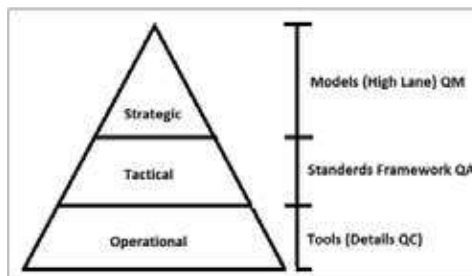 Strategic
Models (High Lane) QM
Tactical
Standerds Framework QA
Operational
Tools (Details QC)